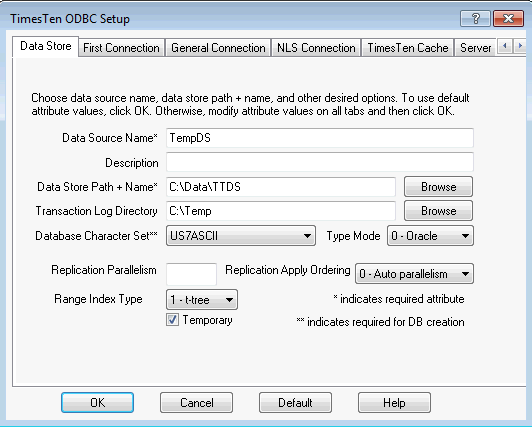 TimesTen ODBC Setup
Data Store First Connection General Connection NLS Connection TimesTen Cache Server
Choose data source name, data store path + name, and other desired options. To use default
attribute values, click OK. Otherwise, modify attribute values on all tabs and then click OK.
Data Source Name* TempDS
Description
Data Store Path + Name* C:\Data\TTDS Browse
Transaction Log Directory C:\Temp Browse
Database Character Set** US7ASCII Type Mode 0 - Oracle
Replication Parallelism Replication Apply Ordering 0 - Auto parallelism
Range Index Type 1 - t-tree * indicates required attribute
Temporary ** indicates required for DB creation
OK Cancel Default Help